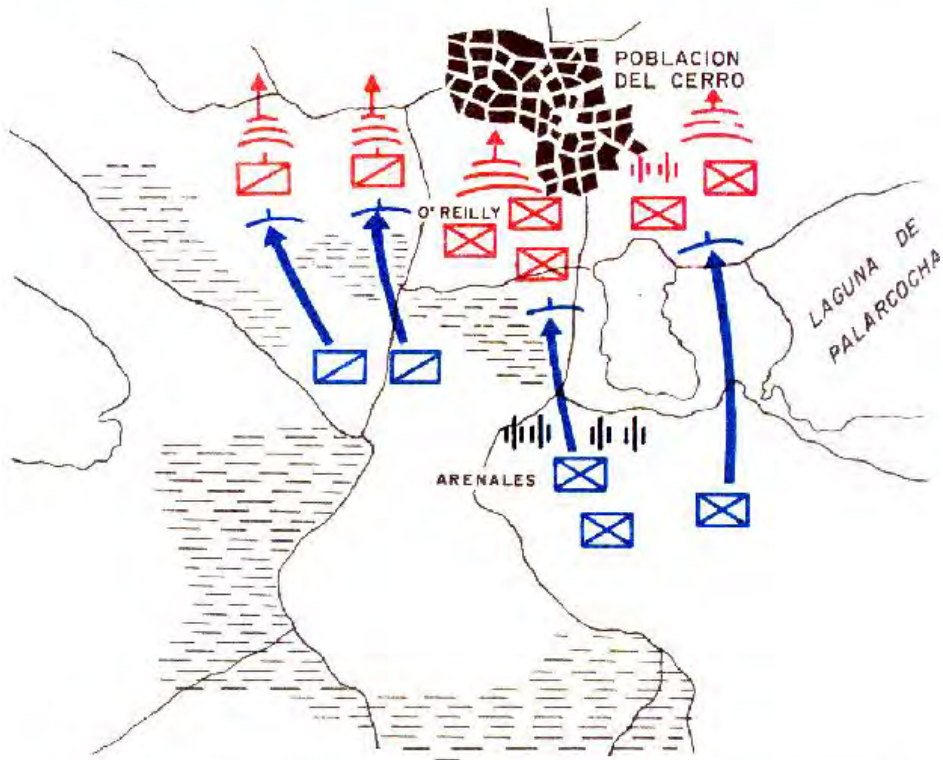 POBLACION
DEL CERRO
O'REILLY
LAGUNA DE
PALARCOCHA
ARENALES